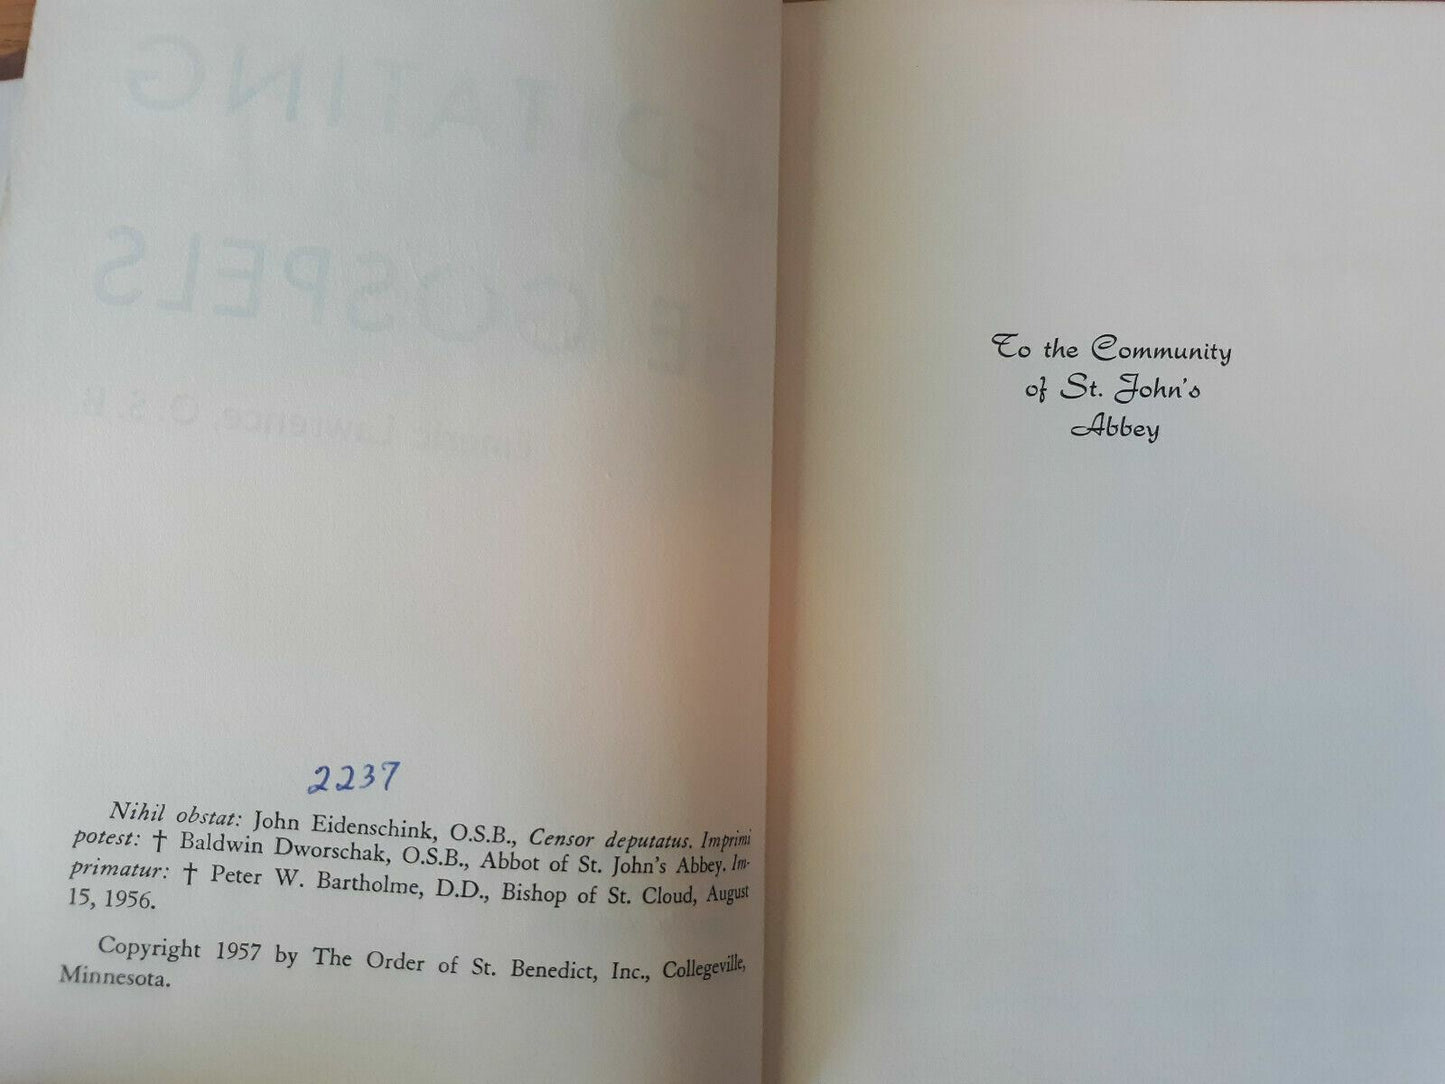 2237
Nihil obstat: John Eidenschink, O.S.B., Censor deputatus. Imprimi
potest: † Baldwin Dworschak, O.S.B., Abbot of St. John's Abbey. Im-
primatur: † Peter W. Bartholme, D.D., Bishop of St. Cloud, August
15, 1956.
Copyright 1957 by The Order of St. Benedict, Inc., Collegeville,
Minnesota.
To the Community
of St. John's
Abbey